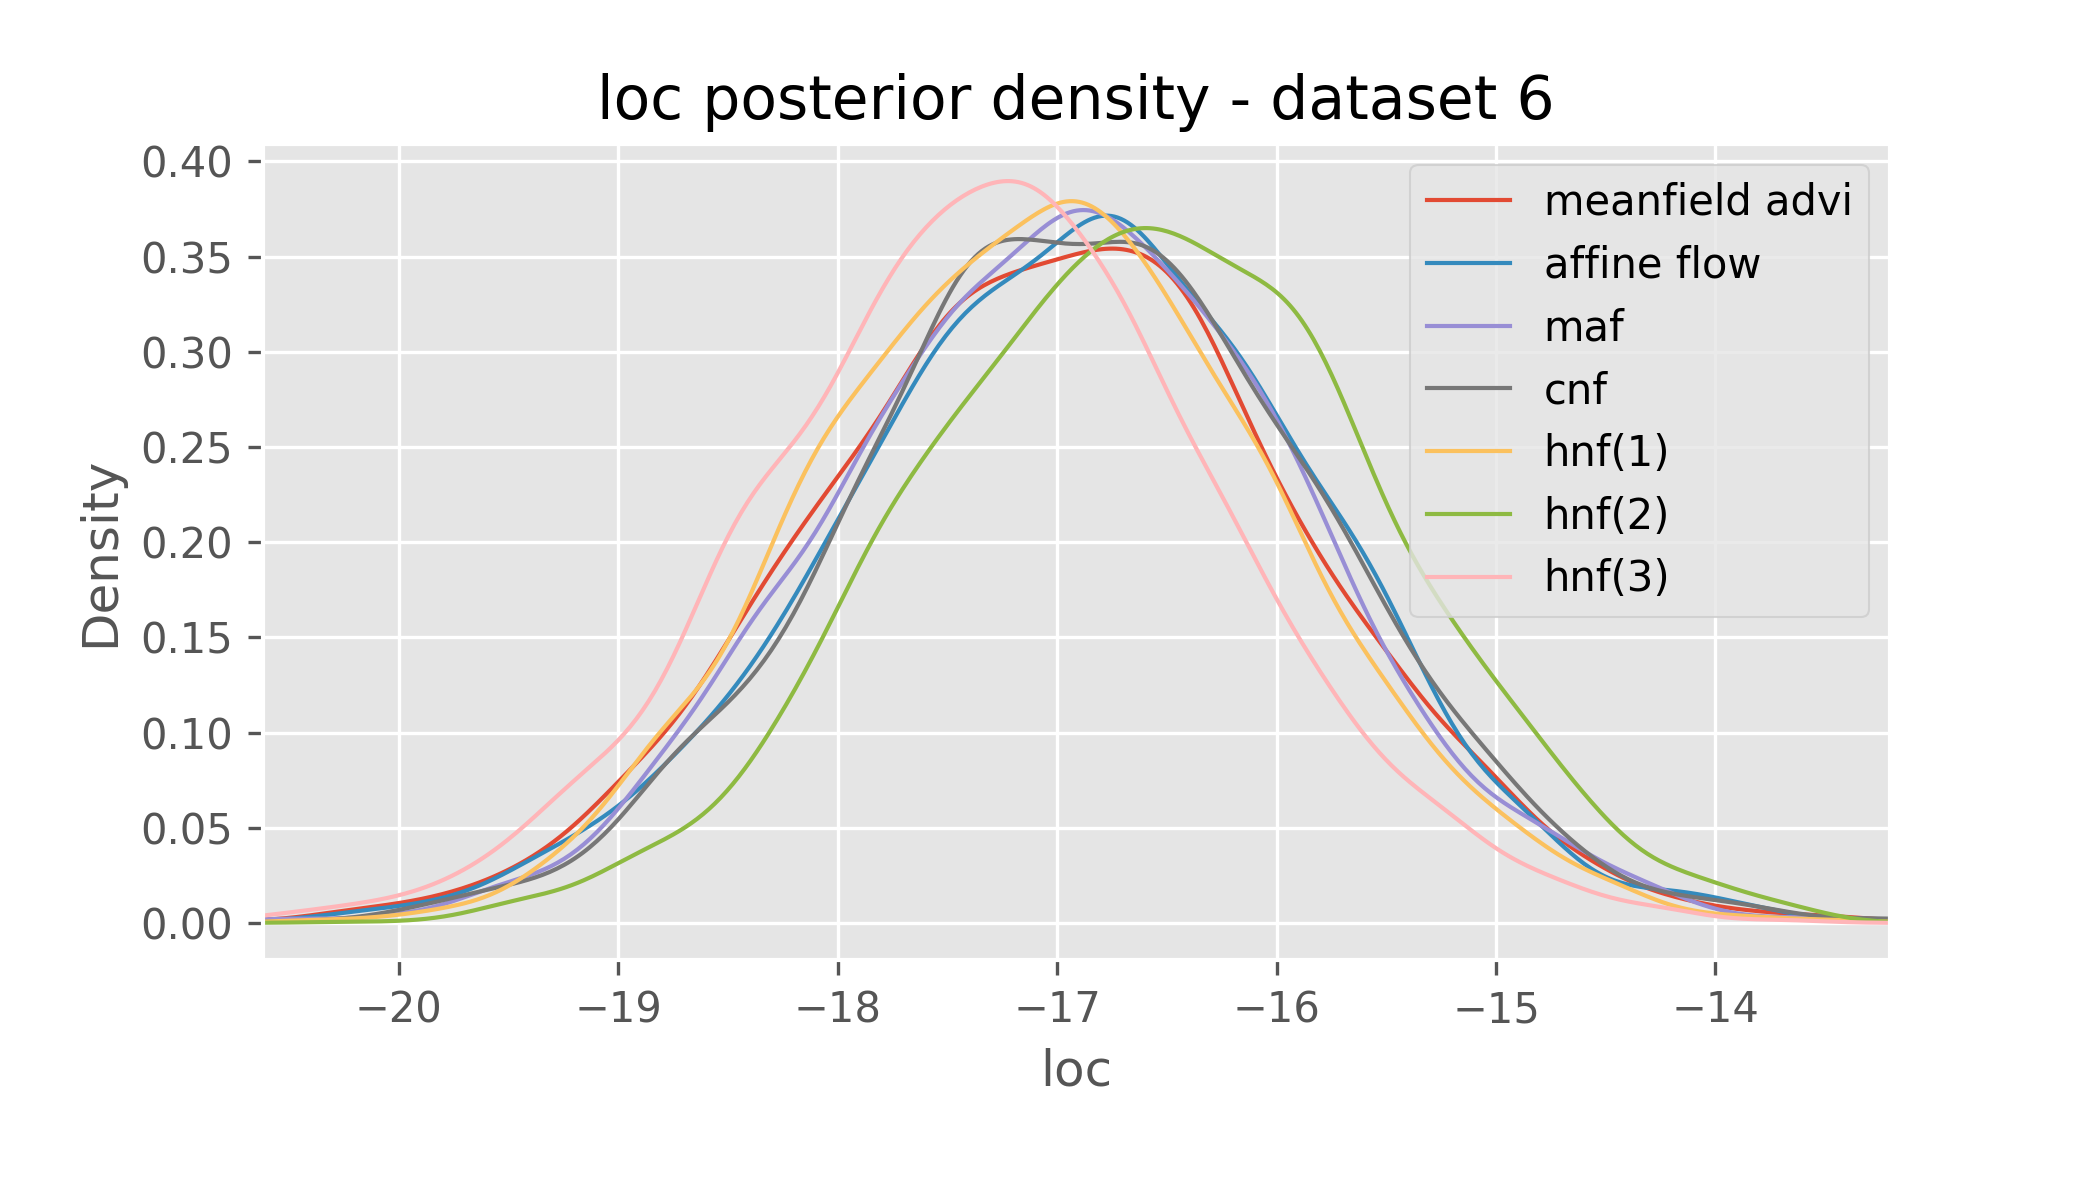 loc posterior density - dataset 6
0.40
0.35
0.30
0.25
0.20
0.15
0.10
0.05
0.00
Density
meanfield advi
affine flow
maf
cnf
hnf(1)
hnf(2)
hnf(3)
−20 −19 −18 −17 −16 −15 −14
loc